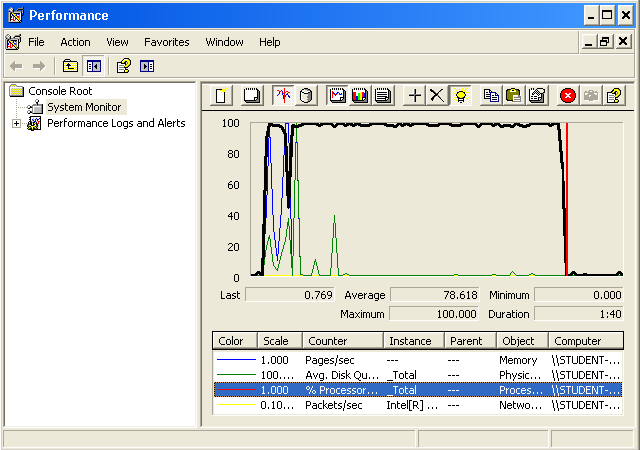 Performance
File Action View Favorites Window Help
Console Root
System Monitor
Performance Logs and Alerts
100
80
60
40
20
0
Last 0.769 Average 78.618 Minimum 0.000
Maximum 100.000 Duration 1:40
Color Scale Counter Instance Parent Object Computer
1.000 Pages/sec --- --- Memory \\STUDENT-...
100.... Avg. Disk Qu... _Total --- Physic... \\STUDENT-...
1.000 % Processor... _Total --- Proces... \\STUDENT-...
0.10... Packets/sec Intel[R] ... --- Netwo... \\STUDENT-...